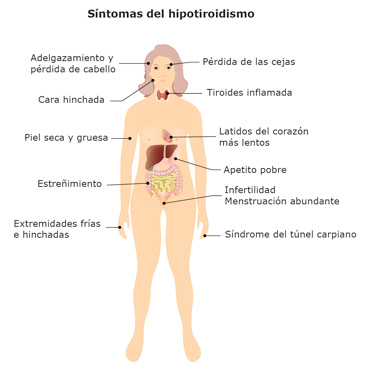 Síntomas del hipotiroidismo
Adelgazamiento y
pérdida de cabello
Pérdida de las cejas
Cara hinchada
Tiroides inflamada
Piel seca y gruesa
Latidos del corazón
más lentos
Apetito pobre
Estreñimiento
Infertilidad
Menstruación abundante
Extremidades frías
e hinchadas
Síndrome del túnel carpiano